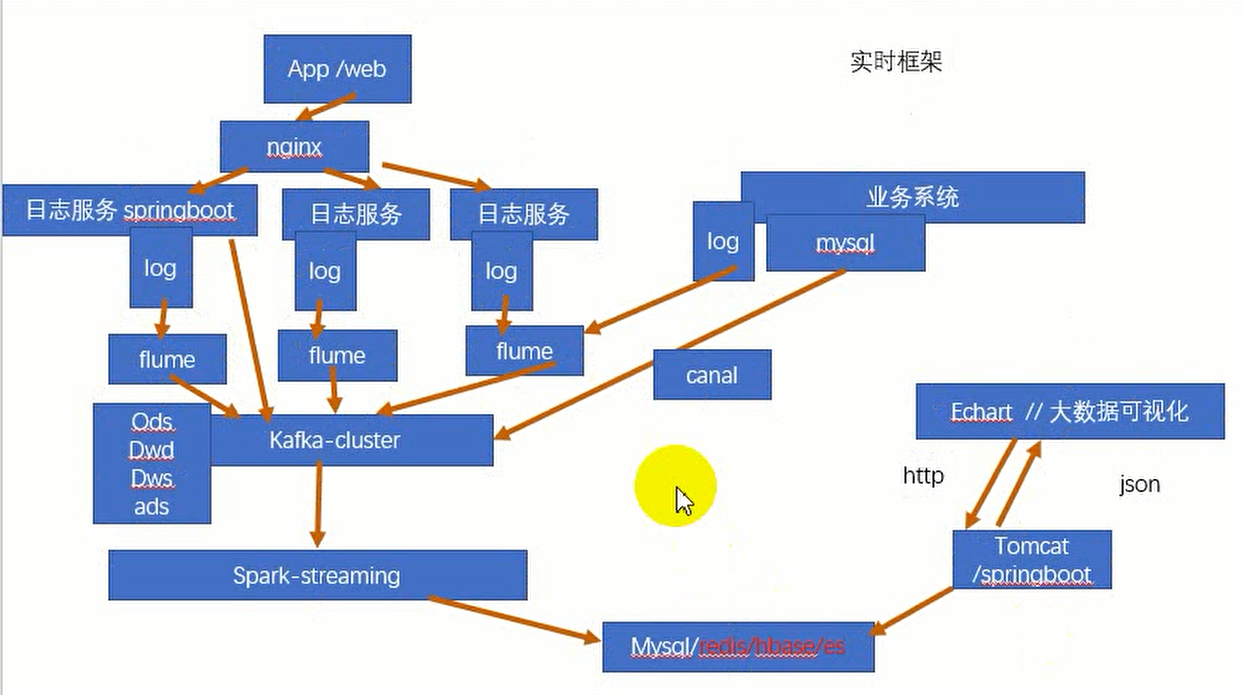 App /web
实时框架
nginx
日志服务 springboot
日志服务
日志服务
业务系统
log
log
log
log
mysql
flume
flume
flume
canal
Ods
Dwd
Dws
ads
Kafka-cluster
Echart // 大数据可视化
http
json
Spark-streaming
Tomcat
/springboot
Mysql/redis/hbase/es